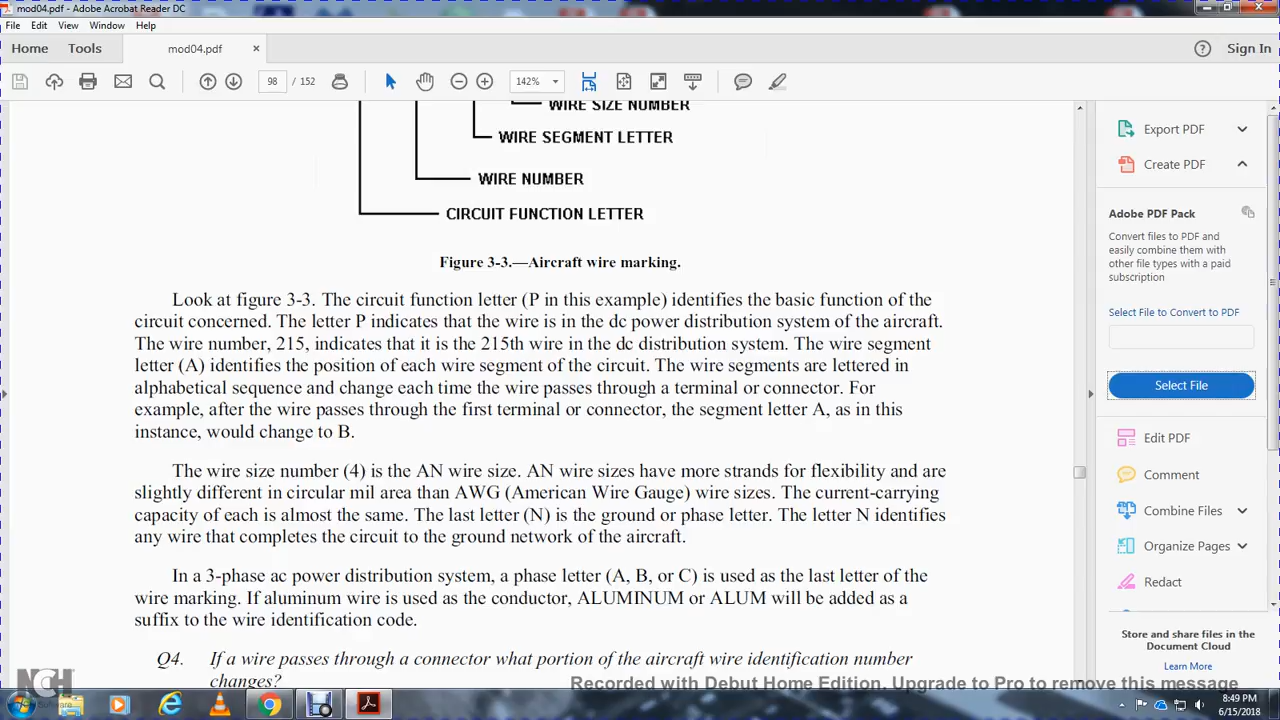 mod04.pdf - Adobe Acrobat Reader DC
File Edit View Window Help
Home Tools mod04.pdf × ? Sign In
98 / 152 142%
WIRE SIZE NUMBER
WIRE SEGMENT LETTER
WIRE NUMBER
CIRCUIT FUNCTION LETTER
Figure 3-3.—Aircraft wire marking.
Look at figure 3-3. The circuit function letter (P in this example) identifies the basic function of the
circuit concerned. The letter P indicates that the wire is in the dc power distribution system of the aircraft.
The wire number, 215, indicates that it is the 215th wire in the dc distribution system. The wire segment
letter (A) identifies the position of each wire segment of the circuit. The wire segments are lettered in
alphabetical sequence and change each time the wire passes through a terminal or connector. For
example, after the wire passes through the first terminal or connector, the segment letter A, as in this
instance, would change to B.
The wire size number (4) is the AN wire size. AN wire sizes have more strands for flexibility and are
slightly different in circular mil area than AWG (American Wire Gauge) wire sizes. The current-carrying
capacity of each is almost the same. The last letter (N) is the ground or phase letter. The letter N identifies
any wire that completes the circuit to the ground network of the aircraft.
In a 3-phase ac power distribution system, a phase letter (A, B, or C) is used as the last letter of the
wire marking. If aluminum wire is used as the conductor, ALUMINUM or ALUM will be added as a
suffix to the wire identification code.
Q4. If a wire passes through a connector what portion of the aircraft wire identification number
changes?
Export PDF
Create PDF
Adobe PDF Pack
Convert files to PDF and
easily combine them with
other file types with a paid
subscription
Select File to Convert to PDF
Select File
Edit PDF
Comment
Combine Files
Organize Pages
Redact
Store and share files in the
Document Cloud
Learn More
Recorded with Debut Home Edition. Upgrade to Pro to remove this message
NCH
Software
8:49 PM
6/15/2018